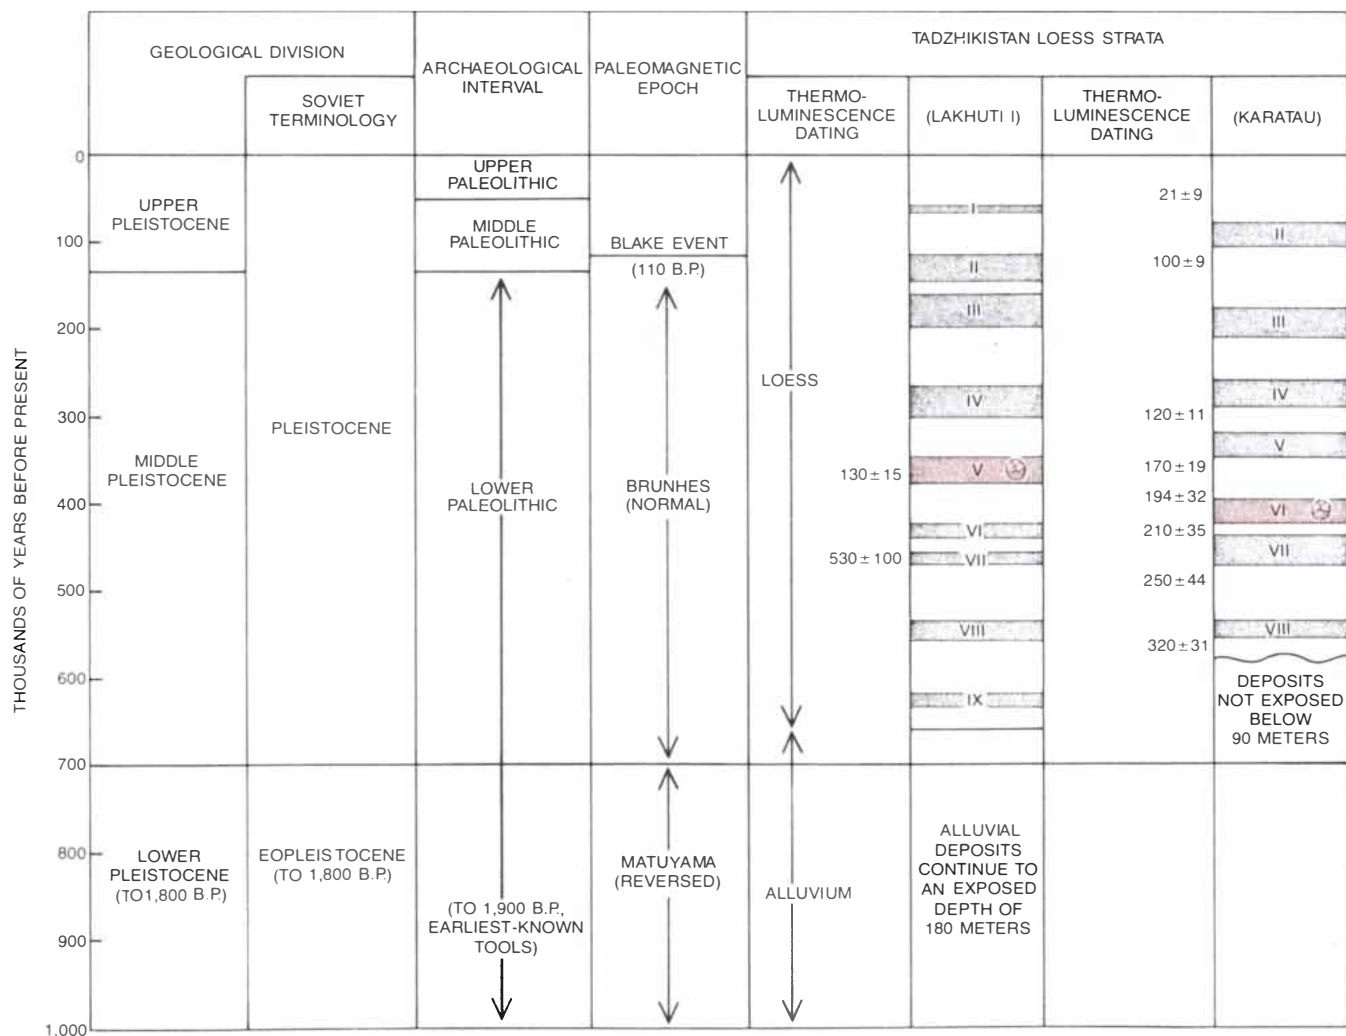 GEOLOGICAL DIVISION
SOVIET
TERMINOLOGY
ARCHAEOLOGICAL
INTERVAL
PALEOMAGNETIC
EPOCH
TADZHIKISTAN LOESS STRATA
THERMO-
LUMINESCENCE
DATING
(LAKHUTI I)
THERMO-
LUMINESCENCE
DATING
(KARATAU)
THOUSANDS OF YEARS BEFORE PRESENT
0
100
200
300
400
500
600
700
800
900
1,000
UPPER
PLEISTOCENE
MIDDLE
PLEISTOCENE
LOWER
PLEISTOCENE
(TO 1,800 B.P.)
PLEISTOCENE
EOPLEISTOCENE
(TO 1,800 B.P.)
UPPER
PALEOLITHIC
MIDDLE
PALEOLITHIC
LOWER
PALEOLITHIC
(TO 1,900 B.P.,
EARLIEST-KNOWN
TOOLS)
BLAKE EVENT
(110 B.P.)
BRUNHES
(NORMAL)
MATUYAMA
(REVERSED)
LOESS
130 ± 15
530 ± 100
ALLUVIUM
I
II
III
IV
V
VI
VII
VIII
IX
ALLUVIAL
DEPOSITS
CONTINUE TO
AN EXPOSED
DEPTH OF
180 METERS
21 ± 9
100 ± 9
120 ± 11
170 ± 19
194 ± 32
210 ± 35
250 ± 44
320 ± 31
II
III
IV
V
VI
VII
VIII
DEPOSITS
NOT EXPOSED
BELOW
90 METERS